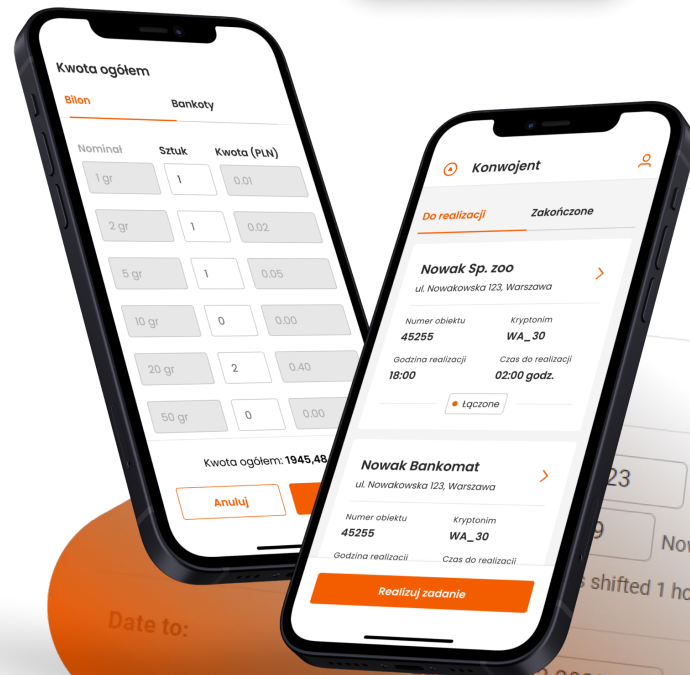 Kwota ogółem
Bilon Bankoty
Nominał Sztuk Kwota (PLN)
1 gr 1 0.01
2 gr 1 0.02
5 gr 1 0.05
10 gr 0 0.00
20 gr 2 0.40
50 gr 0 0.00
Kwota ogółem: 1945,48
Anuluj
Konwojent
Do realizacji Zakończone
Nowak Sp. zoo
ul. Nowakowska 123, Warszawa
Numer obiektu Kryptonim
45255 WA_30
Godzina realizacji Czas do realizacji
18:00 02:00 godz.
Łączone
Nowak Bankomat
ul. Nowakowska 123, Warszawa
Numer obiektu Kryptonim
45255 WA_30
Godzina realizacji Czas do realizacji
Realizuj zadanie
23
9 Nov
shifted 1 ho
Date to: